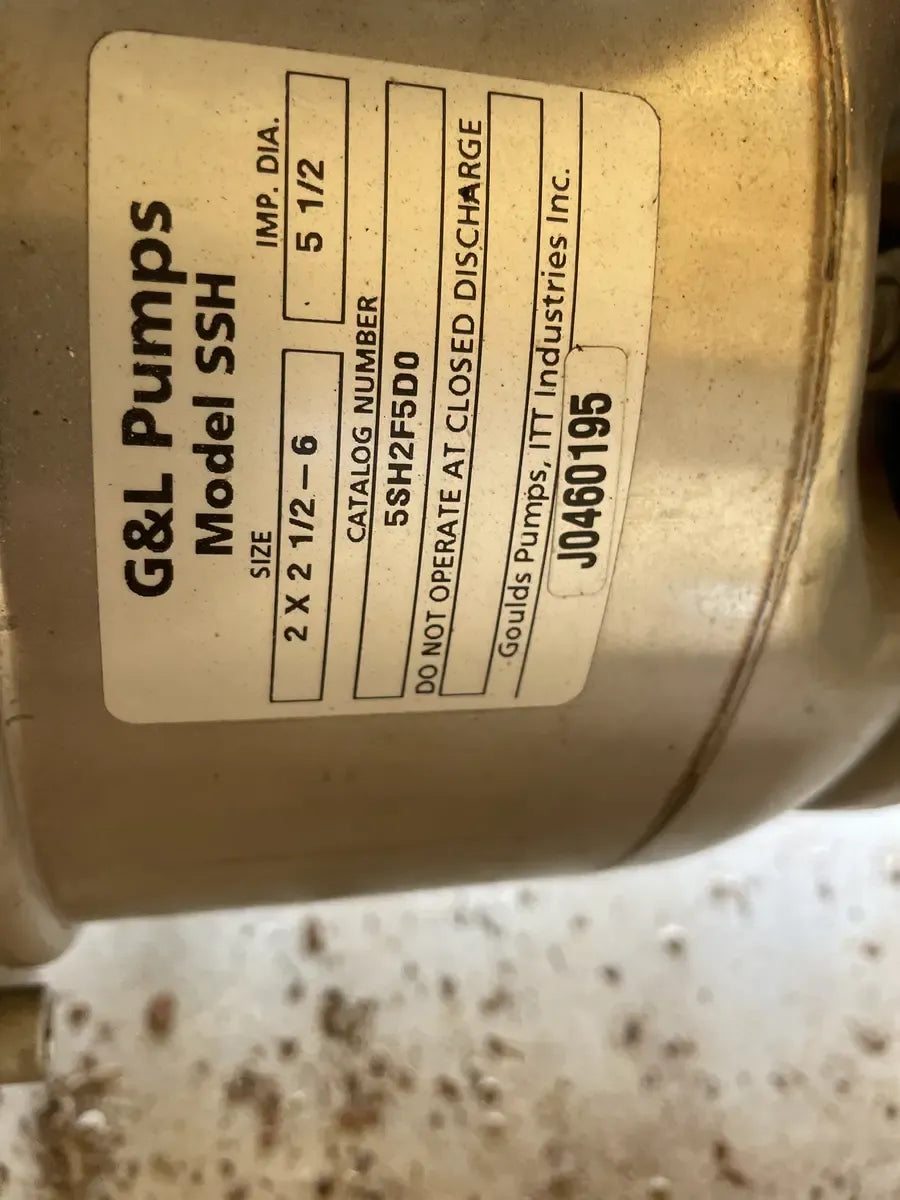 G&L Pumps
Model SSH
SIZE IMP. DIA.
2 X 2 1/2 – 6 5 1/2
CATALOG NUMBER
5SH2F5D0
DO NOT OPERATE AT CLOSED DISCHARGE
Goulds Pumps, ITT Industries Inc.
J0460195